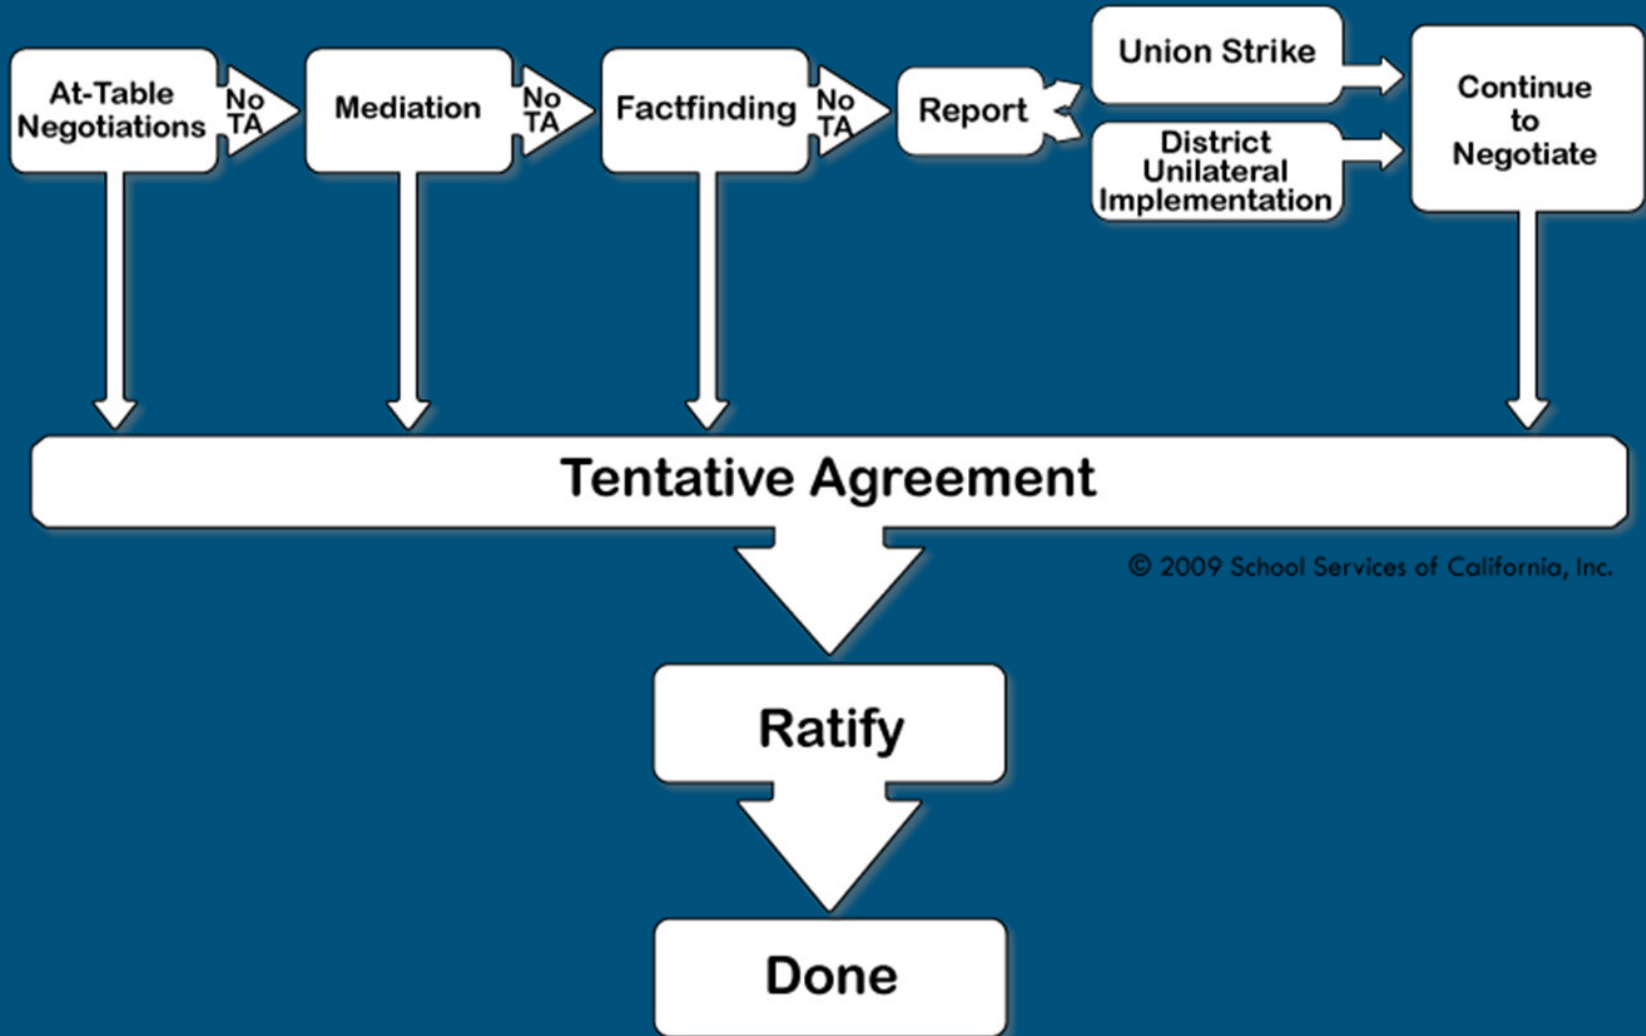 At-Table
Negotiations
No
TA
Mediation
No
TA
Factfinding
No
TA
Report
Union Strike
District
Unilateral
Implementation
Continue
to
Negotiate
Tentative Agreement
© 2009 School Services of California, Inc.
Ratify
Done